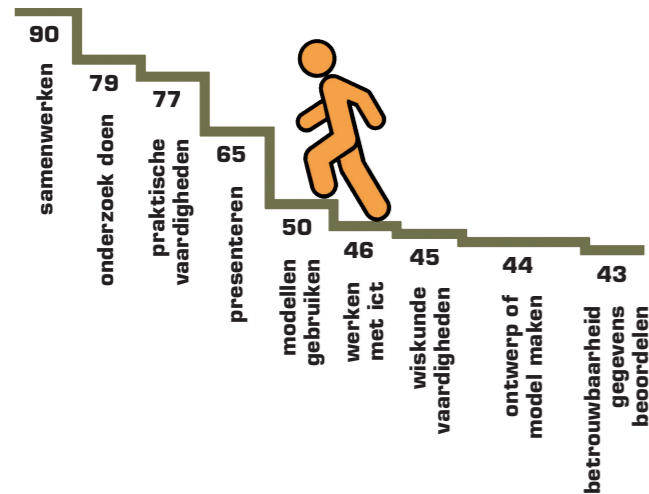 90
samenwerken
79
onderzoek doen
77
praktische
vaardigheden
65
presenteren
50
modellen
gebruiken
46
werken
met ict
45
wiskunde
vaardigheden
44
ontwerp of
model maken
43
betrouwbaarheid
gegevens
beoordelen